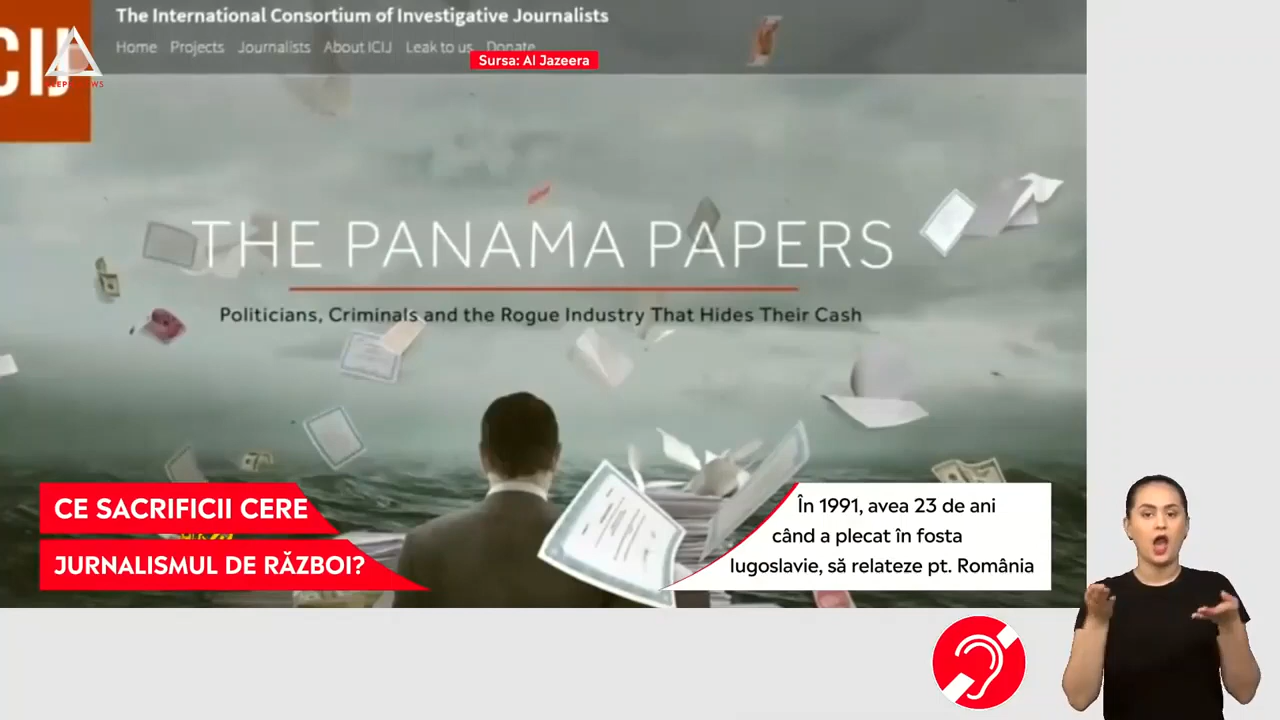 The International Consortium of Investigative Journalists
Home Projects Journalists About ICIJ Leak to us Donate
Sursa: Al Jazeera
THE PANAMA PAPERS
Politicians, Criminals and the Rogue Industry That Hides Their Cash
CE SACRIFICII CERE
JURNALISMUL DE RĂZBOI?
În 1991, avea 23 de ani
când a plecat în fosta
Iugoslavie, să relateze pt. România